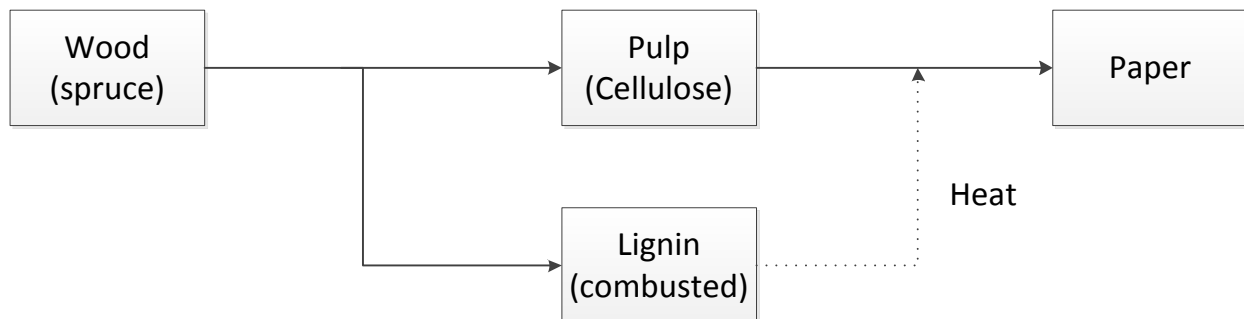 Wood
(spruce)
Pulp
(Cellulose)
Paper
Heat
Lignin
(combusted)